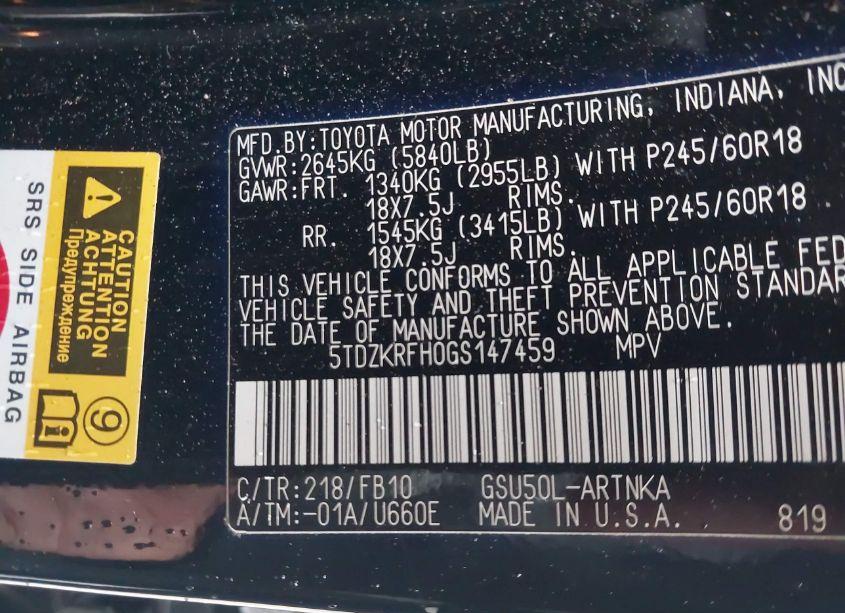 MFD.BY:TOYOTA MOTOR MANUFACTURING, INDIANA, INC
GVWR:2645KG (5840LB)
GAWR:FRT. 1340KG (2955LB) WITH P245/60R18
18X7.5J RIMS.
RR. 1545KG (3415LB) WITH P245/60R18
18X7.5J RIMS.
THIS VEHICLE CONFORMS TO ALL APPLICABLE FED
VEHICLE SAFETY AND THEFT PREVENTION STANDAR
THE DATE OF MANUFACTURE SHOWN ABOVE.
5TDZKRFH0GS147459 MPV
C/TR:218/FB10 GSU50L-ARTNKA
A/TM:-01A/U660E MADE IN U.S.A. 819
CAUTION
ATTENTION
ACHTUNG
Предупреждение
9
SRS SIDE AIRBAG